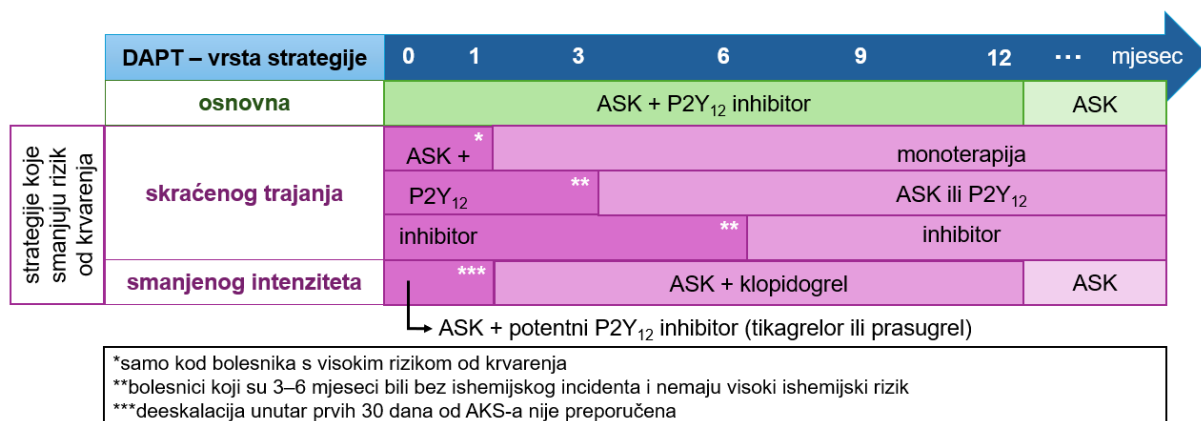 DAPT – vrsta strategije 0 1 3 6 9 12 ... mjesec
osnovna ASK + P2Y₁₂ inhibitor ASK
strategije koje
smanjuju rizik
od krvarenja
skraćenog trajanja
ASK + *
P2Y₁₂ **
inhibitor **
monoterapija
ASK ili P2Y₁₂
inhibitor
smanjenog intenziteta *** ASK + klopidogrel ASK
ASK + potentni P2Y₁₂ inhibitor (tikagrelor ili prasugrel)
*samo kod bolesnika s visokim rizikom od krvarenja
**bolesnici koji su 3–6 mjeseci bili bez ishemijskog incidenta i nemaju visoki ishemijski rizik
***deeskalacija unutar prvih 30 dana od AKS-a nije preporučena